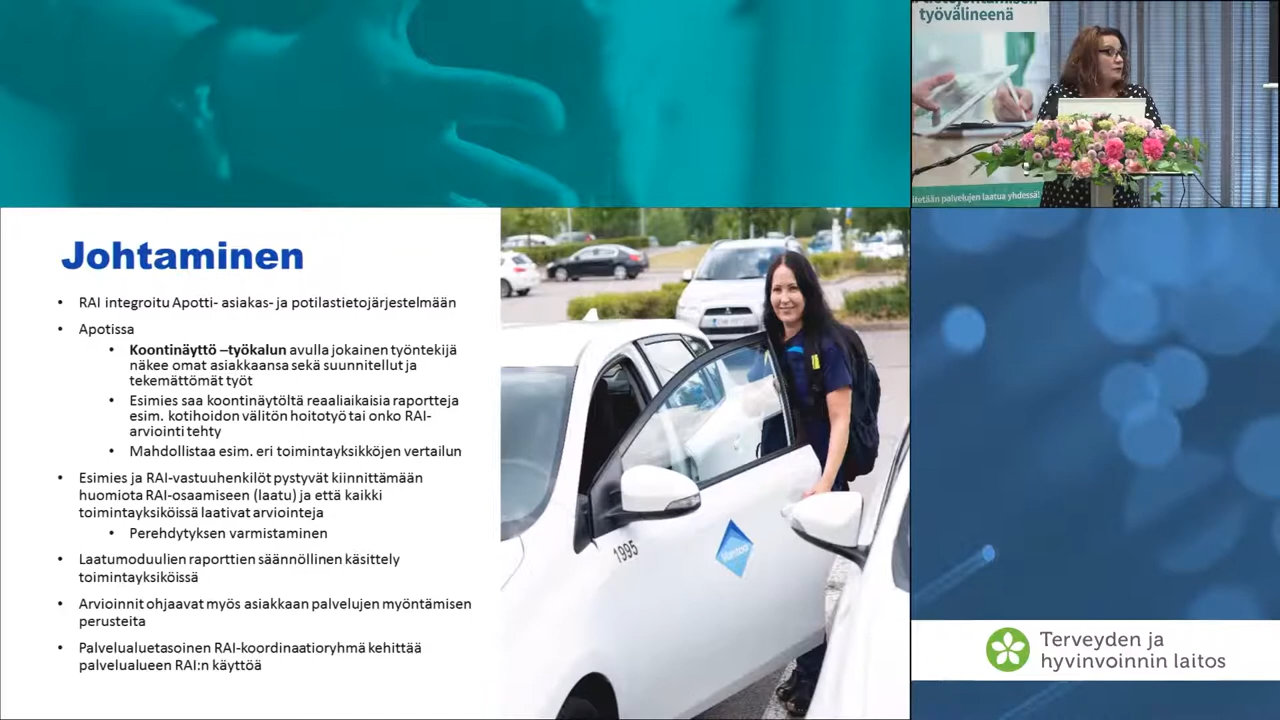 työvälineenä
itetään palvelujen laatua yhdessä!
Johtaminen
• RAI integroitu Apotti- asiakas- ja potilastietojärjestelmään
• Apotissa
• Koontinäyttö –työkalun avulla jokainen työntekijä
näkee omat asiakkaansa sekä suunnitellut ja
tekemättömät työt
• Esimies saa koontinäytöltä reaaliaikaisia raportteja
esim. kotihoidon välitön hoitotyö tai onko RAI-
arviointi tehty
• Mahdollistaa esim. eri toimintayksikköjen vertailun
• Esimies ja RAI-vastuuhenkilöt pystyvät kiinnittämään
huomiota RAI-osaamiseen (laatu) ja että kaikki
toimintayksiköissä laativat arviointeja
• Perehdytyksen varmistaminen
• Laatumoduulien raporttien säännöllinen käsittely
toimintayksiköissä
• Arvioinnit ohjaavat myös asiakkaan palvelujen myöntämisen
perusteita
• Palvelualuetasoinen RAI-koordinaatioryhmä kehittää
palvelualueen RAI:n käyttöä
1995
Terveyden ja
hyvinvoinnin laitos